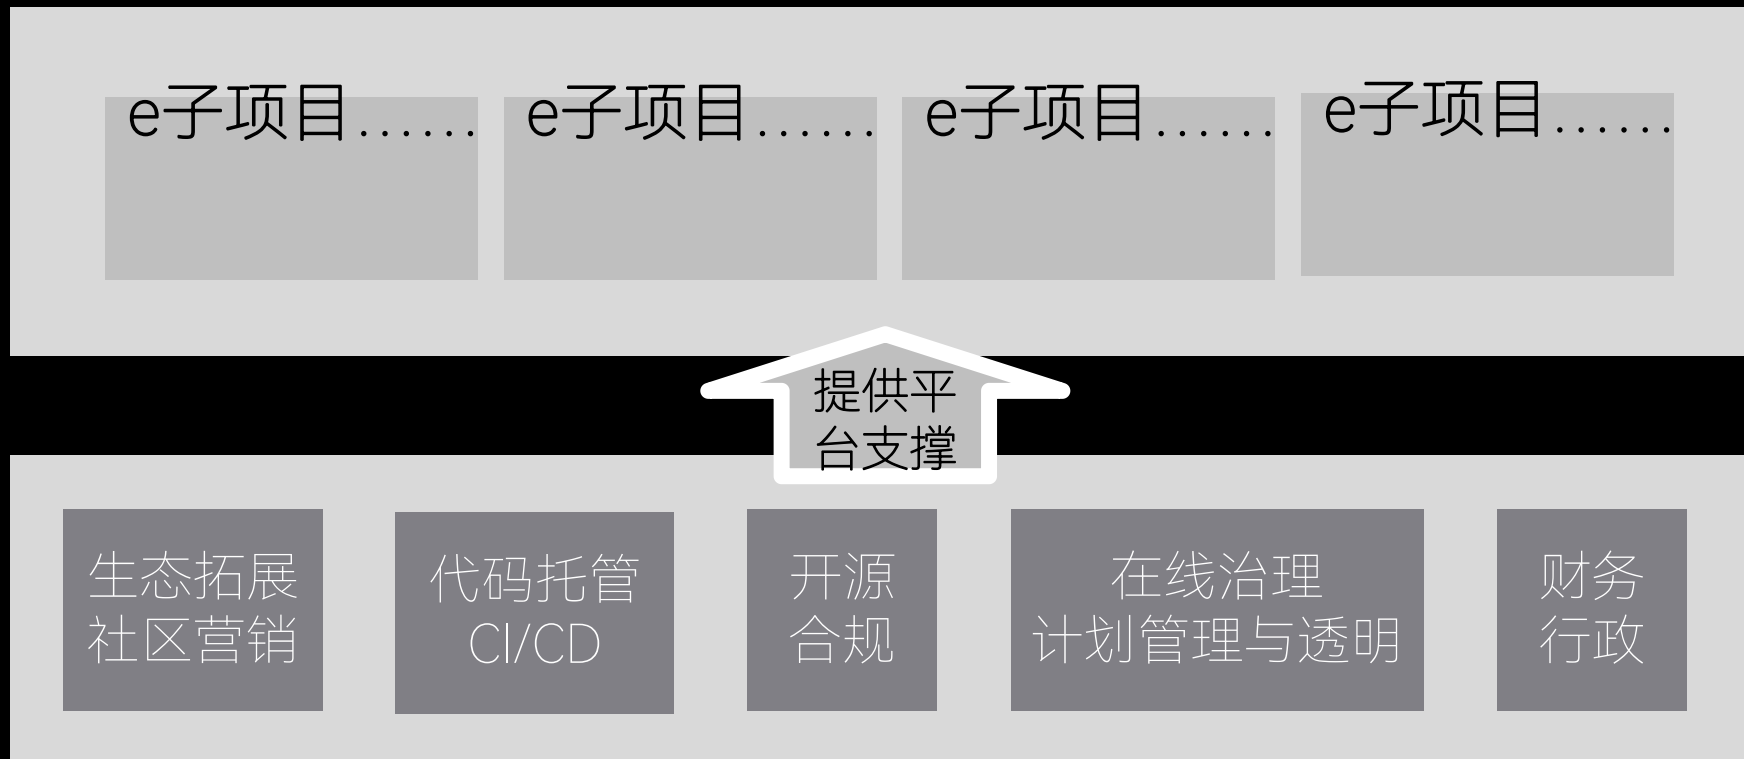 e子项目......
e子项目......
e子项目......
e子项目......
提供平
台支撑
生态拓展
社区营销
代码托管
CI/CD
开源
合规
在线治理
计划管理与透明
财务
行政